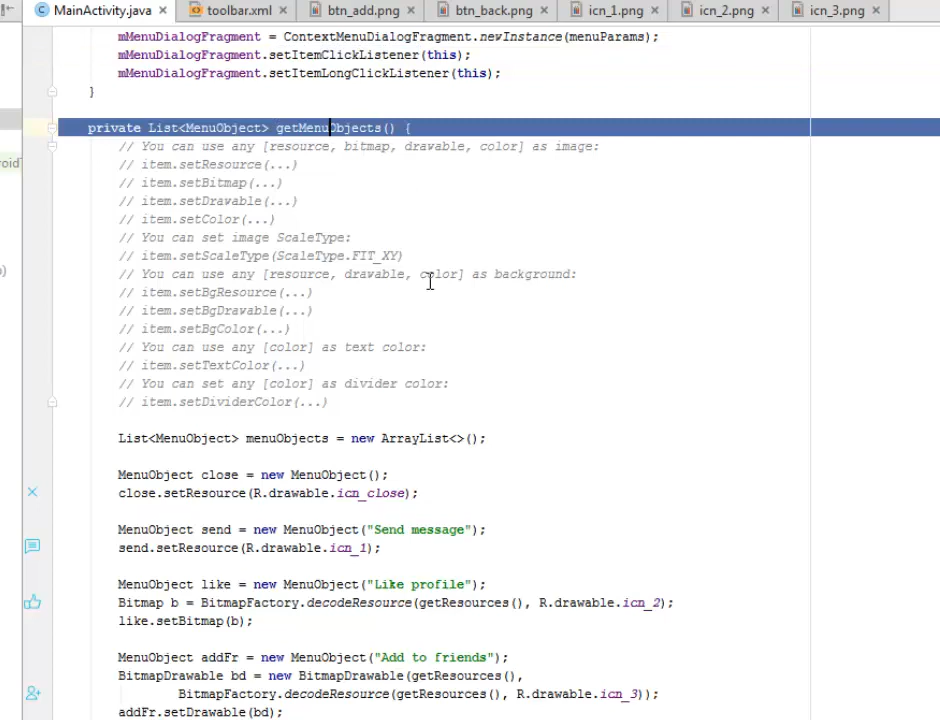 MainActivity.java toolbar.xml btn_add.png btn_back.png icn_1.png icn_2.png icn_3.png
mMenuDialogFragment = ContextMenuDialogFragment.newInstance(menuParams);
mMenuDialogFragment.setItemClickListener(this);
mMenuDialogFragment.setItemLongClickListener(this);
}
private List<MenuObject> getMenuObjects() {
// You can use any [resource, bitmap, drawable, color] as image:
// item.setResource(...)
// item.setBitmap(...)
// item.setDrawable(...)
// item.setColor(...)
// You can set image ScaleType:
// item.setScaleType(ScaleType.FIT_XY)
// You can use any [resource, drawable, color] as background:
// item.setBgResource(...)
// item.setBgDrawable(...)
// item.setBgColor(...)
// You can use any [color] as text color:
// item.setTextColor(...)
// You can set any [color] as divider color:
// item.setDividerColor(...)
List<MenuObject> menuObjects = new ArrayList<>();
MenuObject close = new MenuObject();
close.setResource(R.drawable.icn_close);
MenuObject send = new MenuObject("Send message");
send.setResource(R.drawable.icn_1);
MenuObject like = new MenuObject("Like profile");
Bitmap b = BitmapFactory.decodeResource(getResources(), R.drawable.icn_2);
like.setBitmap(b);
MenuObject addFr = new MenuObject("Add to friends");
BitmapDrawable bd = new BitmapDrawable(getResources(),
BitmapFactory.decodeResource(getResources(), R.drawable.icn_3));
addFr.setDrawable(bd);